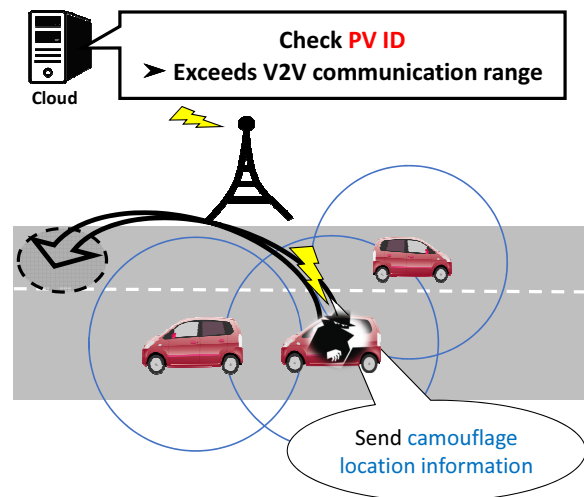 Check PV ID
➤ Exceeds V2V communication range
Cloud
Send camouflage
location information